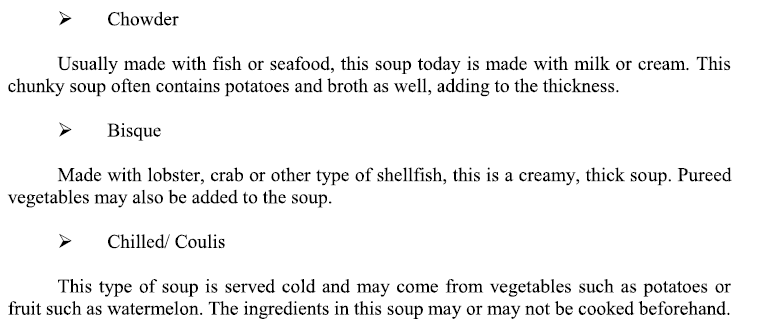 ➢ Chowder
Usually made with fish or seafood, this soup today is made with milk or cream. This
chunky soup often contains potatoes and broth as well, adding to the thickness.
➢ Bisque
Made with lobster, crab or other type of shellfish, this is a creamy, thick soup. Pureed
vegetables may also be added to the soup.
➢ Chilled/ Coulis
This type of soup is served cold and may come from vegetables such as potatoes or
fruit such as watermelon. The ingredients in this soup may or may not be cooked beforehand.